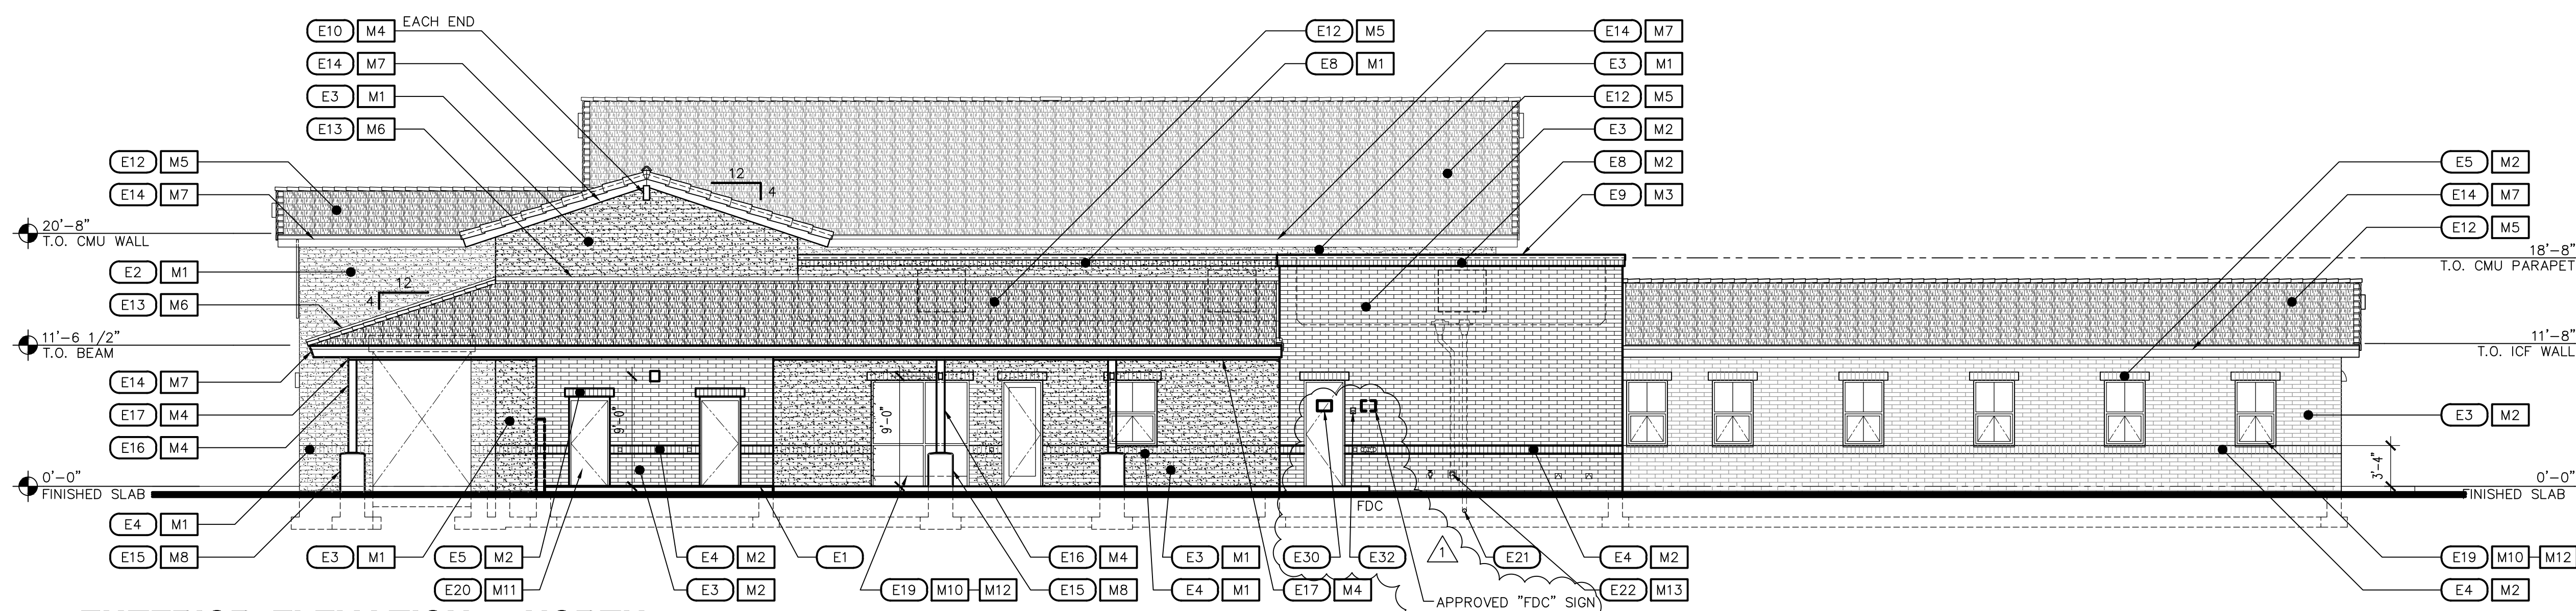 E10 M4 EACH END
E14 M7
E3 M1
E13 M6
E12 M5
E8 M1
E14 M7
E3 M1
E12 M5
E3 M2
E8 M2
E9 M3
E12 M5
E14 M7
20'-8"
T.O. CMU WALL
E2 M1
E13 M6
11'-6 1/2"
T.O. BEAM
E14 M7
E17 M4
E16 M4
0'-0"
FINISHED SLAB
E4 M1
E15 M8
12
4
12
4
9'-0"
9'-0"
E5 M2
E14 M7
E12 M5
18'-8"
T.O. CMU PARAPET
11'-8"
T.O. ICF WALL
E3 M2
3'-4"
0'-0"
FINISHED SLAB
FDC
E3 M1
E5 M2
E4 M2
E1
E16 M4
E3 M1
E30
E32
1
E21
E4 M2
E19 M10 M12
E20 M11
E3 M2
E19 M10 M12
E15 M8
E4 M1
E17 M4
APPROVED "FDC" SIGN
E22 M13
E4 M2
EXTERIOR ELEVATION - NORTH